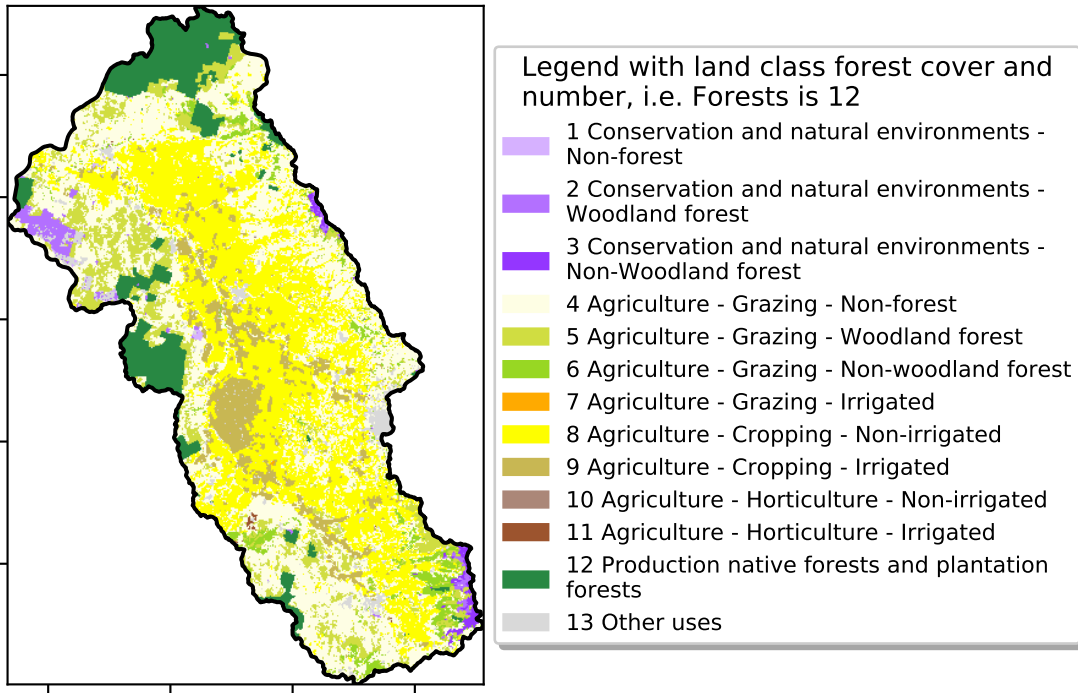 Legend with land class forest cover and
number, i.e. Forests is 12
1 Conservation and natural environments -
Non-forest
2 Conservation and natural environments -
Woodland forest
3 Conservation and natural environments -
Non-Woodland forest
4 Agriculture - Grazing - Non-forest
5 Agriculture - Grazing - Woodland forest
6 Agriculture - Grazing - Non-woodland forest
7 Agriculture - Grazing - Irrigated
8 Agriculture - Cropping - Non-irrigated
9 Agriculture - Cropping - Irrigated
10 Agriculture - Horticulture - Non-irrigated
11 Agriculture - Horticulture - Irrigated
12 Production native forests and plantation
forests
13 Other uses